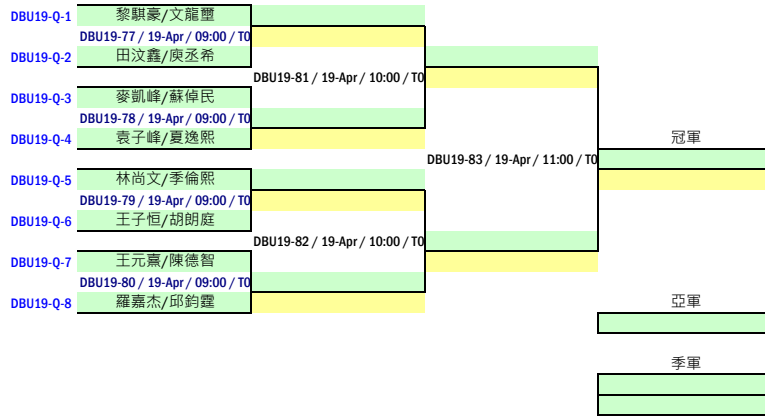 DBU19-Q-1 黎騏豪/文龍璽
DBU19-77 / 19-Apr / 09:00 / T0
DBU19-Q-2 田汶鑫/庾丞希
DBU19-81 / 19-Apr / 10:00 / T0
DBU19-Q-3 麥凱峰/蘇倬民
DBU19-78 / 19-Apr / 09:00 / T0
DBU19-Q-4 袁子峰/夏逸熙
冠軍
DBU19-83 / 19-Apr / 11:00 / T0
DBU19-Q-5 林尚文/季倫熙
DBU19-79 / 19-Apr / 09:00 / T0
DBU19-Q-6 王子恒/胡朗庭
DBU19-82 / 19-Apr / 10:00 / T0
DBU19-Q-7 王元熹/陳德智
DBU19-80 / 19-Apr / 09:00 / T0
DBU19-Q-8 羅嘉杰/邱鈞霆
亞軍
季軍